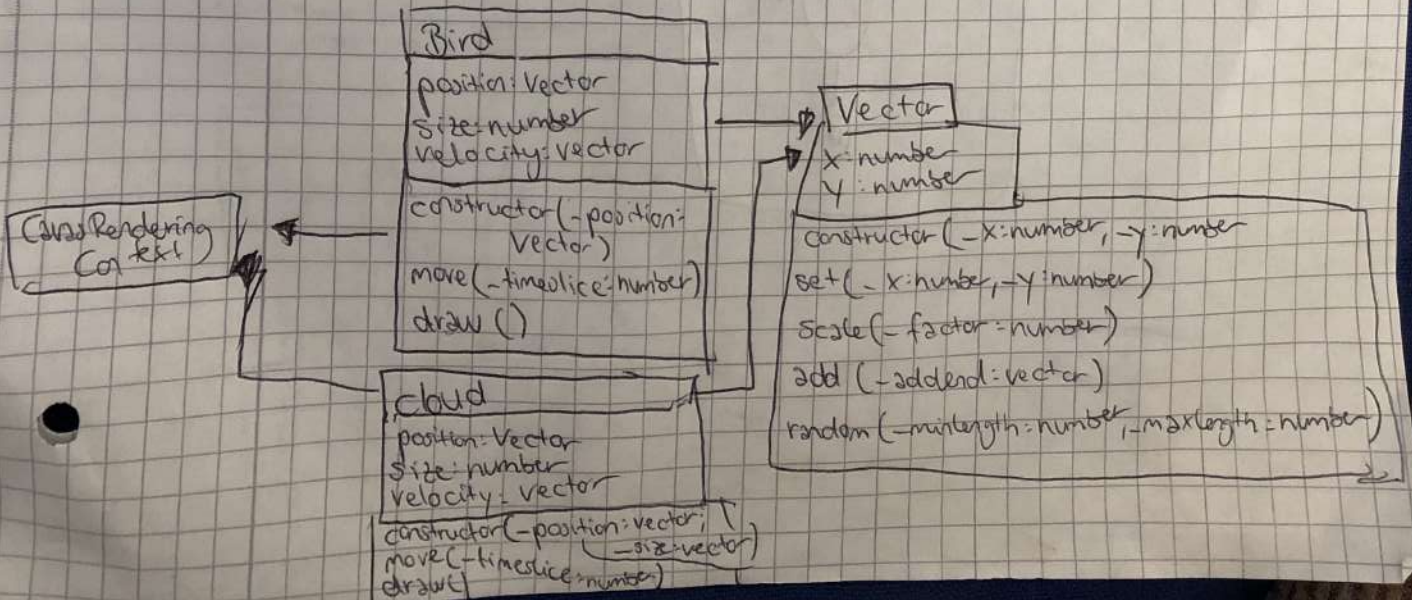 Bird
position: Vector
size: number
velocity: vector
constructor(_position:
vector)
move(_timeslice: number)
draw ()
Vector
x: number
y: number
constructor(_x: number, _y: number
set(_x: number, _y: number)
scale(_factor: number)
add (_addend: vector)
random (_minlength: number, _maxlength: number)
CanvasRendering
Context
cloud
position: Vector
size: number
velocity: vector
constructor(_position: vector;
_size: vector)
move(_timeslice: number)
draw()